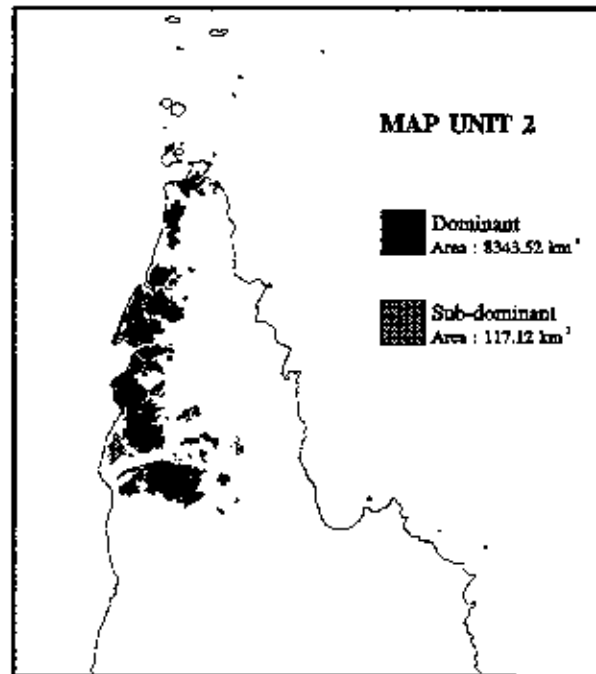 MAP UNIT 2
Dominant
Area : 8343.52 km²
Sub-dominant
Area : 117.12 km²